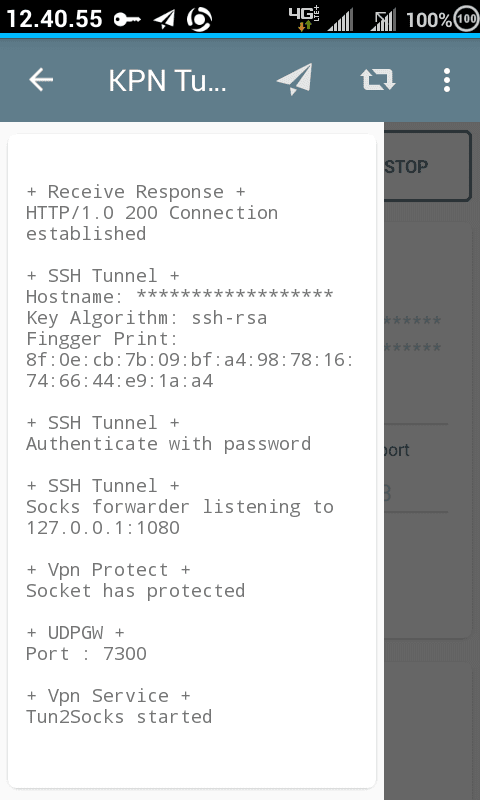 12.40.55
4G LTE+
100%
100
KPN Tu...
STOP
+ Receive Response +
HTTP/1.0 200 Connection
established
+ SSH Tunnel +
Hostname: ******************
Key Algorithm: ssh-rsa
Fingger Print:
8f:0e:cb:7b:09:bf:a4:98:78:16:
74:66:44:e9:1a:a4
+ SSH Tunnel +
Authenticate with password
+ SSH Tunnel +
Socks forwarder listening to
127.0.0.1:1080
+ Vpn Protect +
Socket has protected
+ UDPGW +
Port : 7300
+ Vpn Service +
Tun2Socks started
******
******